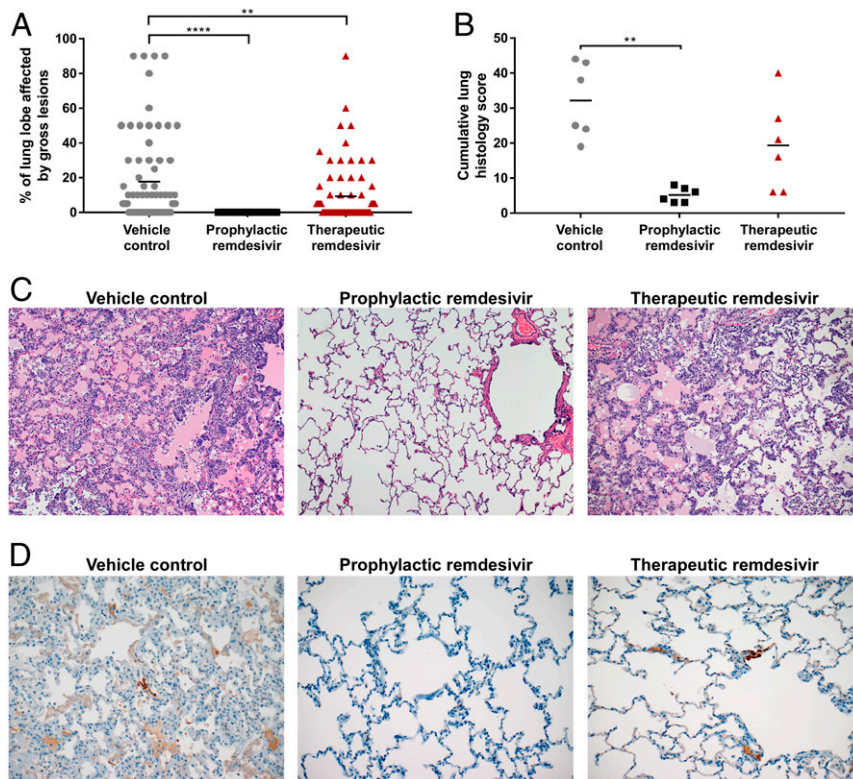 A
**
****
% of lung lobe affected
by gross lesions
100
80
60
40
20
0
Vehicle
control
Prophylactic
remdesivir
Therapeutic
remdesivir
B
**
Cumulative lung
histology score
50
40
30
20
10
0
Vehicle
control
Prophylactic
remdesivir
Therapeutic
remdesivir
C
Vehicle control
Prophylactic remdesivir
Therapeutic remdesivir
D
Vehicle control
Prophylactic remdesivir
Therapeutic remdesivir